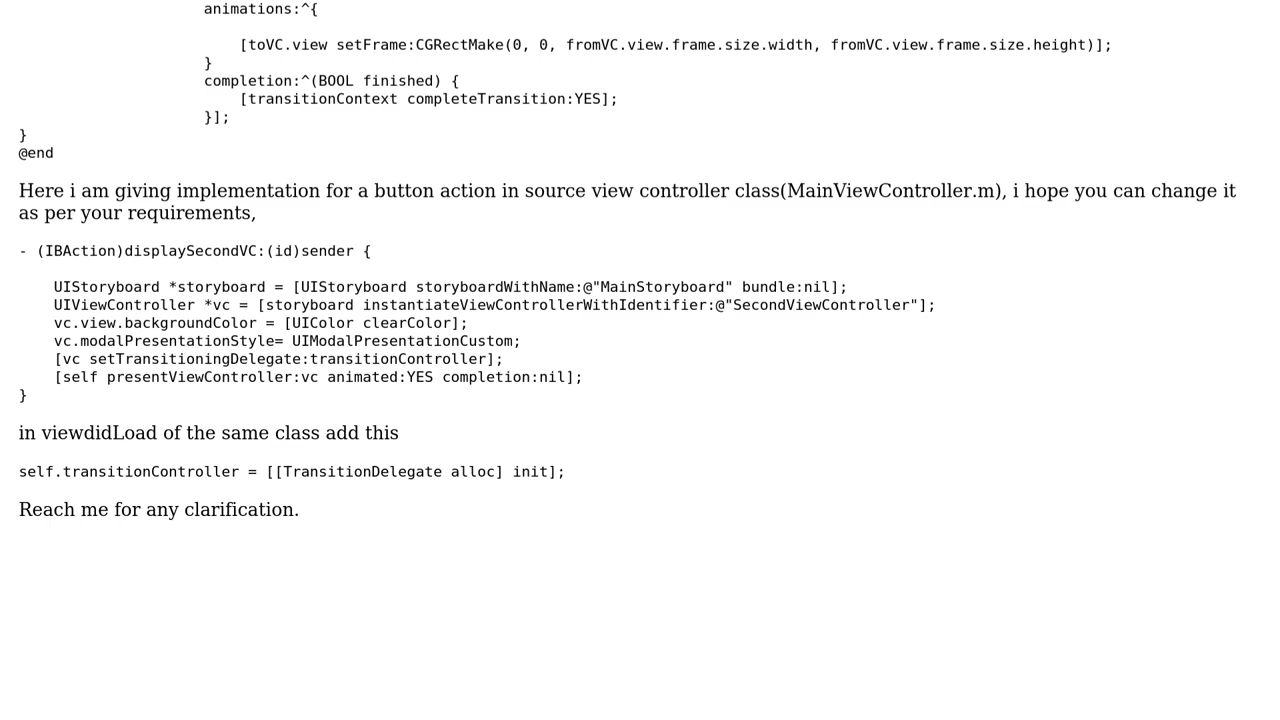 animations:^{
[toVC.view setFrame:CGRectMake(0, 0, fromVC.view.frame.size.width, fromVC.view.frame.size.height)];
}
completion:^(BOOL finished) {
[transitionContext completeTransition:YES];
}];
}
@end
Here i am giving implementation for a button action in source view controller class(MainViewController.m), i hope you can change it
as per your requirements,
- (IBAction)displaySecondVC:(id)sender {
UIStoryboard *storyboard = [UIStoryboard storyboardWithName:@"MainStoryboard" bundle:nil];
UIViewController *vc = [storyboard instantiateViewControllerWithIdentifier:@"SecondViewController"];
vc.view.backgroundColor = [UIColor clearColor];
vc.modalPresentationStyle= UIModalPresentationCustom;
[vc setTransitioningDelegate:transitionController];
[self presentViewController:vc animated:YES completion:nil];
}
in viewdidLoad of the same class add this
self.transitionController = [[TransitionDelegate alloc] init];
Reach me for any clarification.